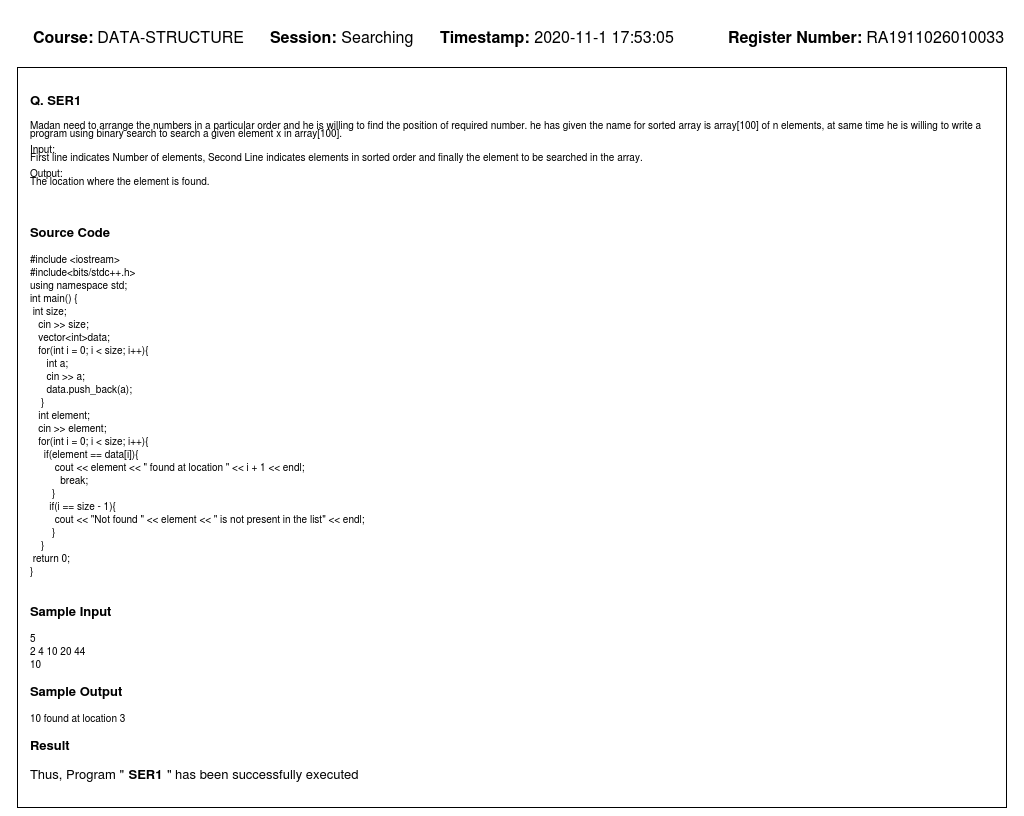 Course: DATA-STRUCTURE Session: Searching Timestamp: 2020-11-1 17:53:05 Register Number: RA1911026010033
Q. SER1
Madan need to arrange the numbers in a particular order and he is willing to find the position of required number. he has given the name for sorted array is array[100] of n elements, at same time he is willing to write a
program using binary search to search a given element x in array[100].
Input:
First line indicates Number of elements, Second Line indicates elements in sorted order and finally the element to be searched in the array.
Output:
The location where the element is found.
Source Code
#include <iostream>
#include<bits/stdc++.h>
using namespace std;
int main() {
int size;
cin >> size;
vector<int>data;
for(int i = 0; i < size; i++){
int a;
cin >> a;
data.push_back(a);
}
int element;
cin >> element;
for(int i = 0; i < size; i++){
if(element == data[i]){
cout << element << " found at location " << i + 1 << endl;
break;
}
if(i == size - 1){
cout << "Not found " << element << " is not present in the list" << endl;
}
}
return 0;
}
Sample Input
5
2 4 10 20 44
10
Sample Output
10 found at location 3
Result
Thus, Program " SER1 " has been successfully executed